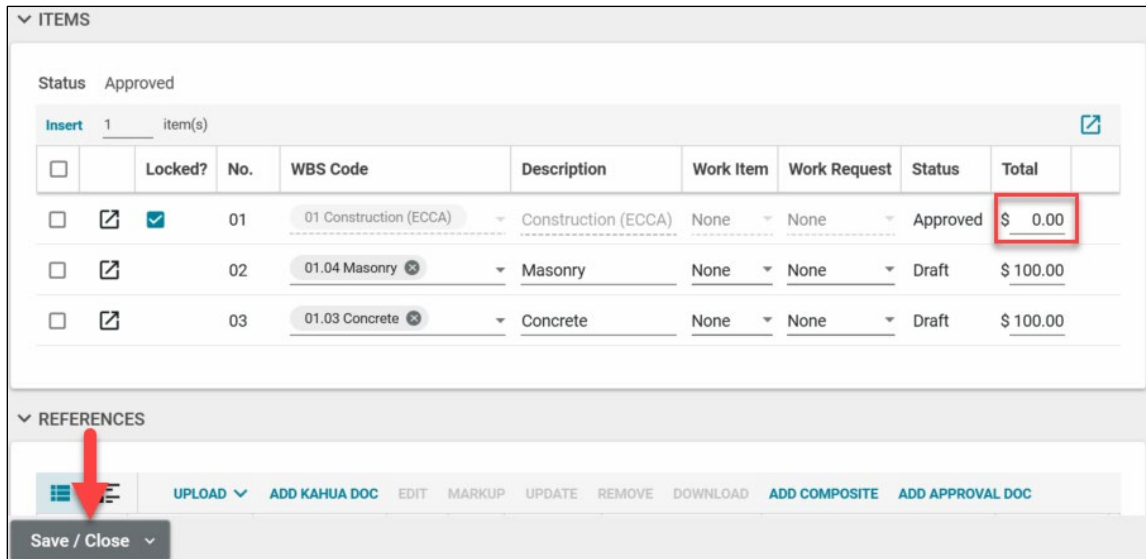 ITEMS
Status Approved
Insert 1 item(s)
Locked? No. WBS Code Description Work Item Work Request Status Total
01 01 Construction (ECCA) Construction (ECCA) None None Approved $ 0.00
02 01.04 Masonry Masonry None None Draft $ 100.00
03 01.03 Concrete Concrete None None Draft $ 100.00
REFERENCES
UPLOAD ADD KAHUA DOC EDIT MARKUP UPDATE REMOVE DOWNLOAD ADD COMPOSITE ADD APPROVAL DOC
Save / Close